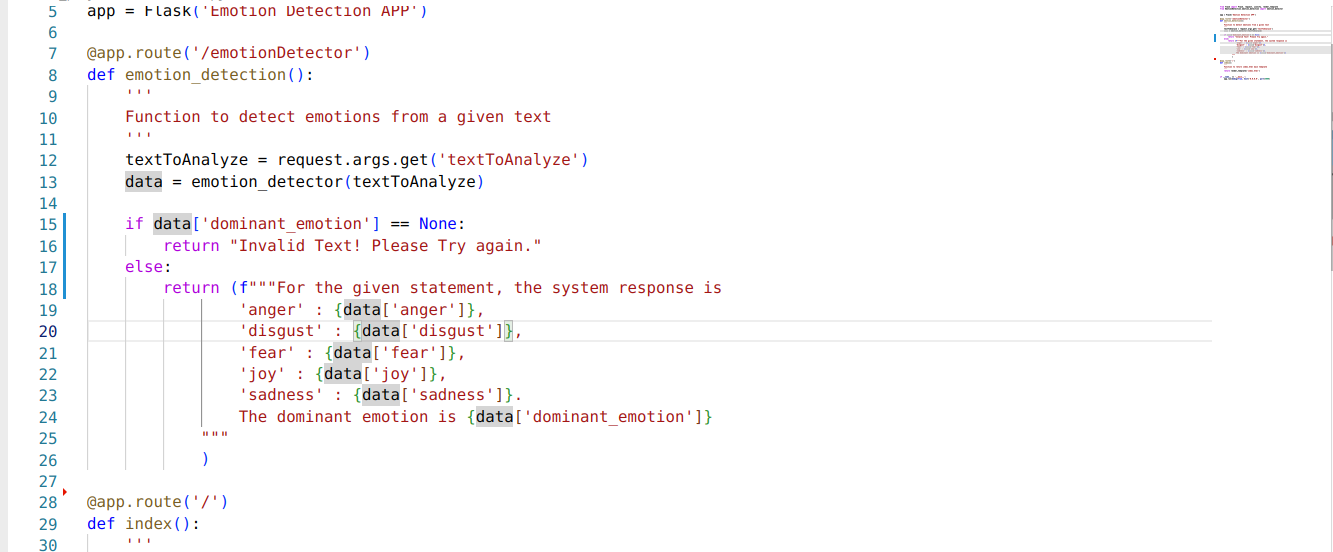 5 app = Flask('Emotion Detection APP')
6
7 @app.route('/emotionDetector')
8 def emotion_detection():
9     '''
10     Function to detect emotions from a given text
11     '''
12     textToAnalyze = request.args.get('textToAnalyze')
13     data = emotion_detector(textToAnalyze)
14
15     if data['dominant_emotion'] == None:
16         return "Invalid Text! Please Try again."
17     else:
18         return (f"""For the given statement, the system response is
19                 'anger' : {data['anger']},
20                 'disgust' : {data['disgust']},
21                 'fear' : {data['fear']},
22                 'joy' : {data['joy']},
23                 'sadness' : {data['sadness']}.
24                 The dominant emotion is {data['dominant_emotion']}
25             """
26             )
27
28 @app.route('/')
29 def index():
30     '''